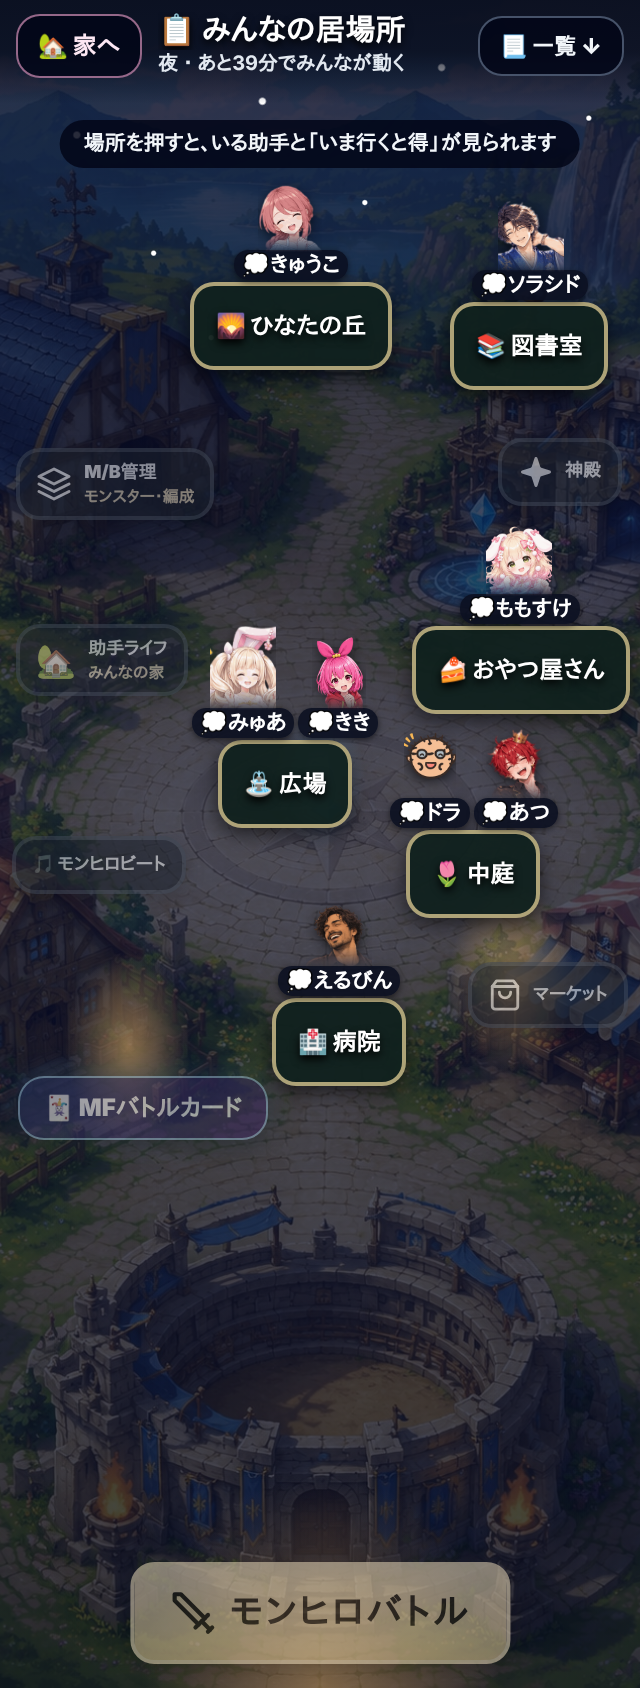 家へ
みんなの居場所
夜・あと39分でみんなが動く
一覧↓
場所を押すと、いる助手と「いま行くと得」が見られます
きゅうこ
ひなたの丘
ソラシド
図書室
M/B管理
モンスター・編成
神殿
ももすけ
おやつ屋さん
助手ライフ
みんなの家
みゅあ
きき
広場
ドラ
あつ
中庭
モンヒロビート
えるびん
病院
マーケット
MFバトルカード
モンヒロバトル